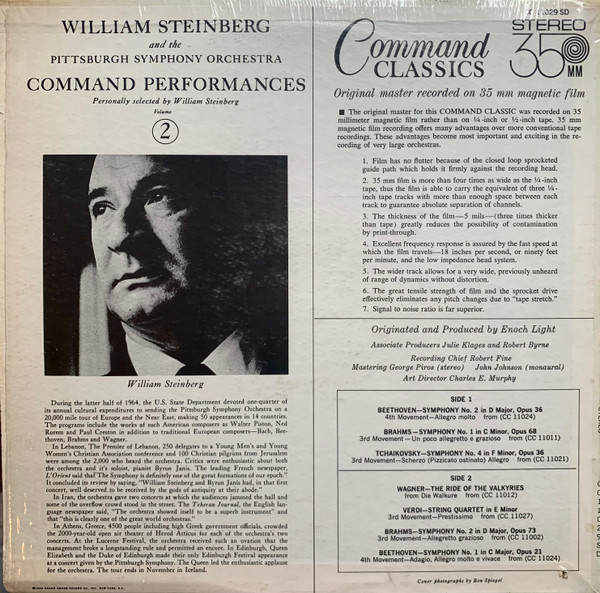 WILLIAM STEINBERG
and the
PITTSBURGH SYMPHONY ORCHESTRA
COMMAND PERFORMANCES
Personally selected by William Steinberg
Volume
2
William Steinberg
During the latter half of 1964, the U.S. State Department devoted one-quarter of
its annual cultural expenditures to sending the Pittsburgh Symphony Orchestra on a
20,000 mile tour of Europe and the Near East, making 50 appearances in 14 countries.
The programs include the works of such American composers as Walter Piston, Ned
Rorem and Paul Creston in addition to traditional European composers—Bach, Bee-
thoven, Brahms and Wagner.
In Lebanon, The Premier of Lebanon, 250 delegates to a Young Men's and Young
Women's Christian Association conference and 100 Christian pilgrims from Jerusalem
were among the 2,000 who heard the orchestra. Critics were enthusiastic about both
the orchestra and it's soloist, pianist Byron Janis. The leading French newspaper,
L'Orient said that "The Symphony is definitely one of the great formations of our epoch."
It concluded its review by saying, "William Steinberg and Byron Janis had, in that first
concert, well deserved to be received by the gods of antiquity at their abode."
In Iran, the orchestra gave two concerts at which the audiences jammed the hall and
some of the overflow crowd stood in the street. The Teheran Journal, the English lan-
guage newspaper said, "The orchestra showed itself to be a superb instrument" and
that "this is clearly one of the great world orchestras."
In Athens, Greece, 4500 people including high Greek government officials, crowded
the 2000-year-old open air theater of Herod Atticus for each of the orchestra's two
concerts. At the Lucerne Festival, the orchestra received such an ovation that the
management broke a longstanding rule and permitted an encore. In Edinburgh, Queen
Elizabeth and the Duke of Edinburgh made their only Edinburgh Festival appearance
at a concert given by the Pittsburgh Symphony. The Queen led the enthusiastic applause
for the orchestra. The tour ends in November in Iceland.
029 SD
Command
CLASSICS
STEREO
35
MM
Original master recorded on 35 mm magnetic film
■ The original master for this COMMAND CLASSIC was recorded on 35
millimeter magnetic film rather than on ¼-inch or ½-inch tape. 35 mm
magnetic film recording offers many advantages over more conventional tape
recordings. These advantages become most important and exciting in the re-
cording of very large orchestras.
1. Film has no flutter because of the closed loop sprocketed
guide path which holds it firmly against the recording head.
2. 35 mm film is more than four times as wide as the ¼-inch
tape, thus the film is able to carry the equivalent of three ¼-
inch tape tracks with more than enough space between each
track to guarantee absolute separation of channels.
3. The thickness of the film—5 mils—(three times thicker
than tape) greatly reduces the possibility of contamination
by print-through.
4. Excellent frequency response is assured by the fast speed at
which the film travels—18 inches per second, or ninety feet
per minute, and the low impedance head system.
5. The wider track allows for a very wide, previously unheard
of range of dynamics without distortion.
6. The great tensile strength of film and the sprocket drive
effectively eliminates any pitch changes due to "tape stretch."
7. Signal to noise ratio is far superior.
Originated and Produced by Enoch Light
Associate Producers Julie Klages and Robert Byrne
Recording Chief Robert Fine
Mastering George Piros (stereo) John Johnson (monaural)
Art Director Charles E. Murphy
SIDE 1
BEETHOVEN—SYMPHONY No. 2 in D Major, Opus 36
4th Movement—Allegro molto from (CC 11024)
BRAHMS—SYMPHONY No. 1 in C Minor, Opus 68
3rd Movement—Un poco allegretto e grazioso from (CC 11011)
TCHAIKOVSKY—SYMPHONY No. 4 in F Minor, Opus 36
3rd Movement—Scherzo (Pizzicato ostinato) Allegro from (CC 11021)
SIDE 2
WAGNER—THE RIDE OF THE VALKYRIES
from Die Walkure from (CC 11012)
VERDI—STRING QUARTET in E Minor
3rd Movement—Prestissimo from (CC 11027)
BRAHMS—SYMPHONY No. 2 in D Major, Opus 73
3rd Movement—Allegretto grazioso from (CC 11002)
BEETHOVEN—SYMPHONY No. 1 in C Major, Opus 21
4th Movement—Adagio, Allegro molto e vivace from (CC 11024)
Cover photographs by Ben Spiegel